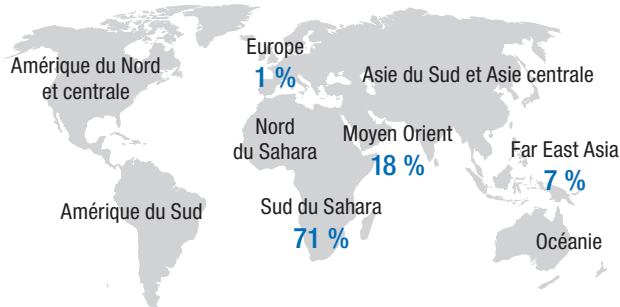 Europe
1 %
Amérique du Nord
et centrale
Asie du Sud et Asie centrale
Nord
du Sahara
Moyen Orient
18 %
Far East Asia
7 %
Amérique du Sud
Sud du Sahara
71 %
Océanie